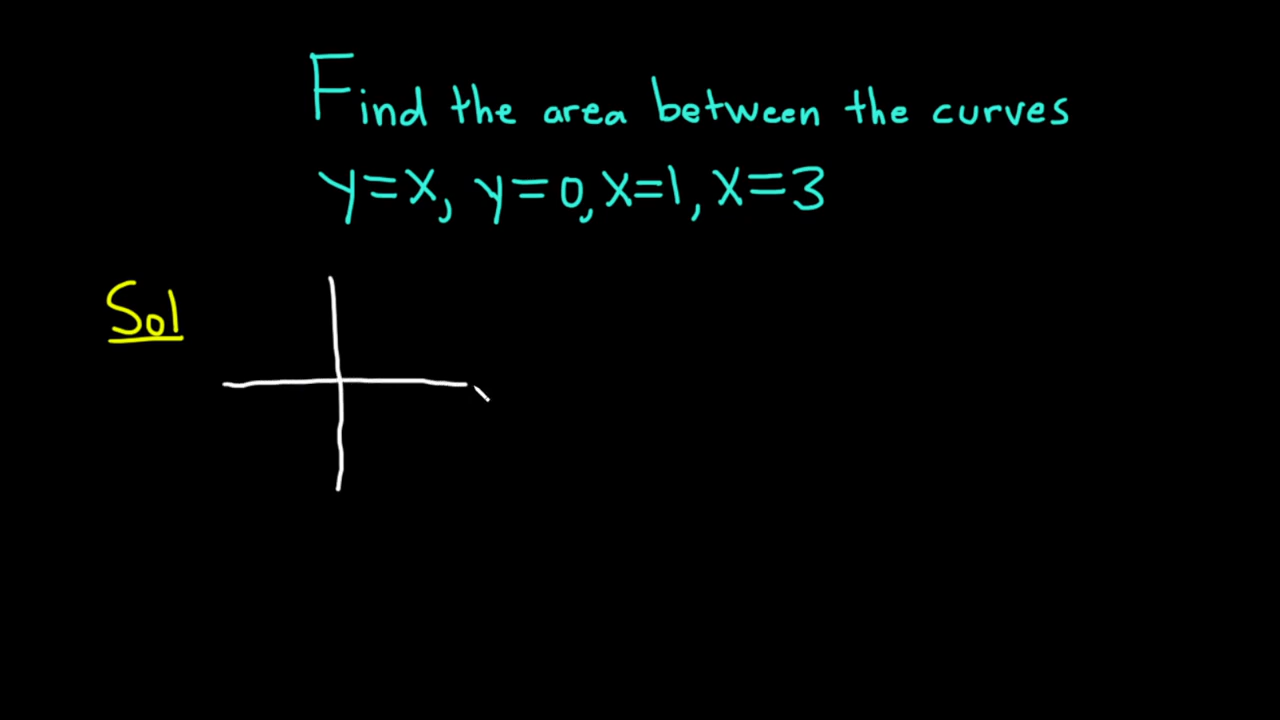 Find the area between the curves
y=x, y=0, x=1, x=3
Sol